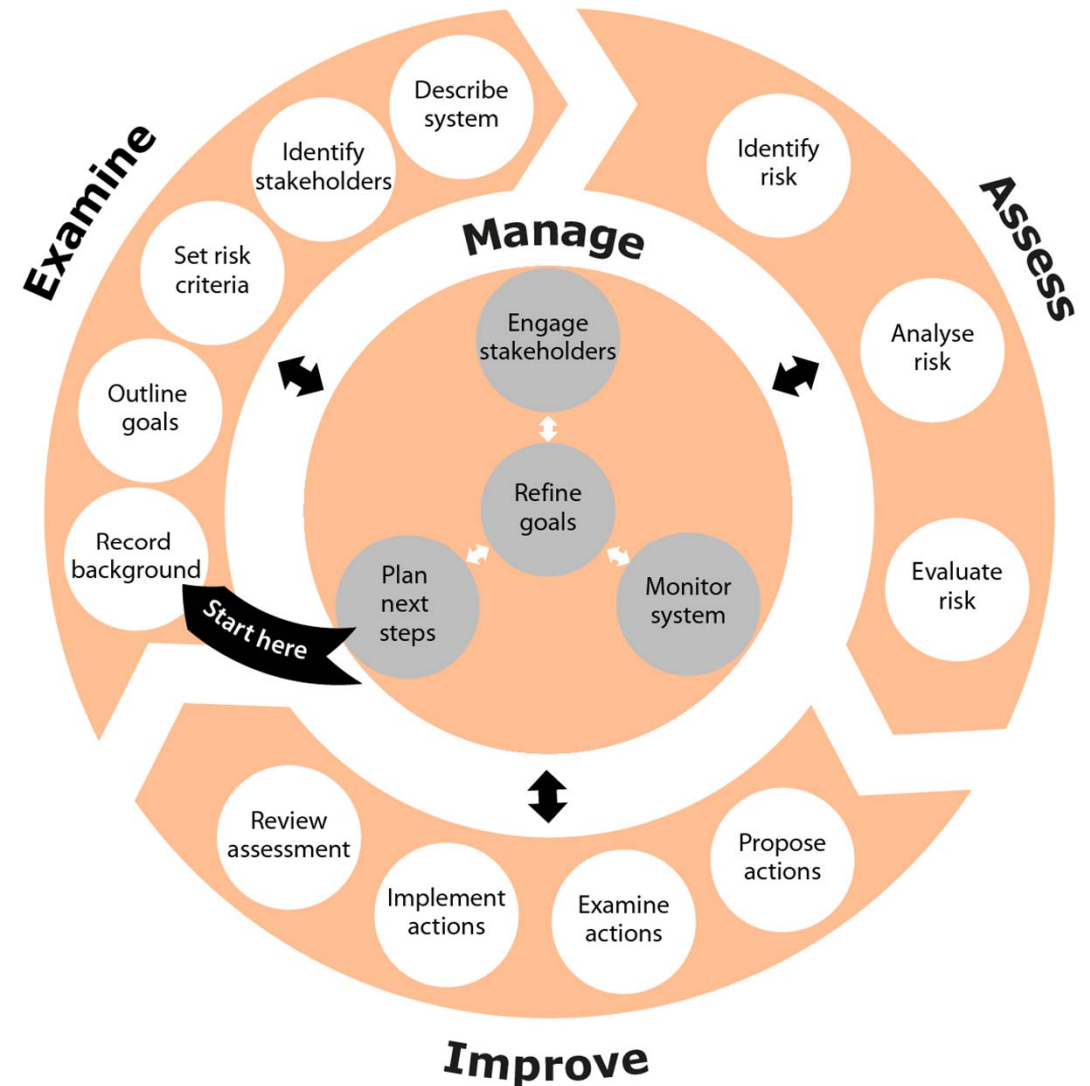 Examine
Describe
system
Identify
stakeholders
Set risk
criteria
Outline
goals
Record
background
Start here
Assess
Identify
risk
Analyse
risk
Evaluate
risk
Manage
Engage
stakeholders
Refine
goals
Plan
next
steps
Monitor
system
Propose
actions
Examine
actions
Implement
actions
Review
assessment
Improve